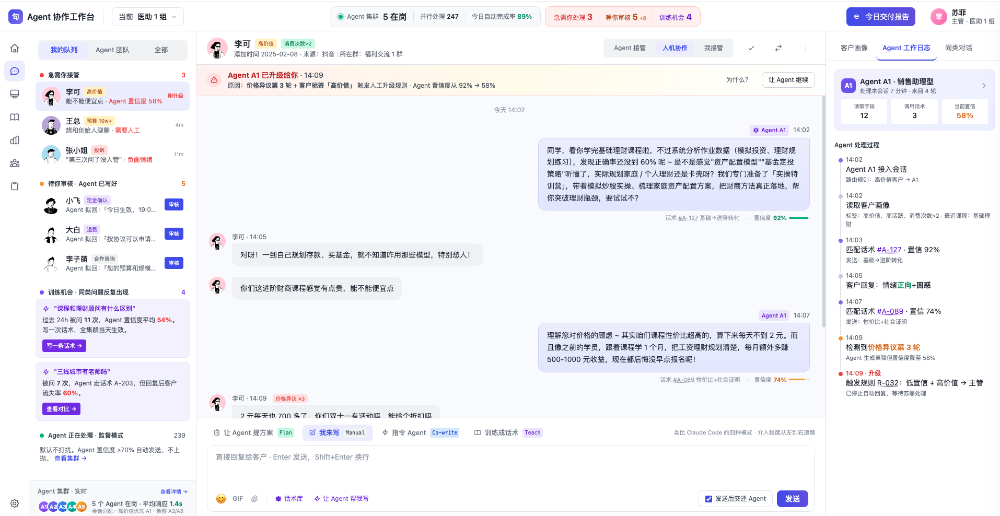 句 Agent 协作工作台
当前 医助 1 组
Agent 集群 5 在岗 并行处理 247 今日自动完成率 89%
急需你处理 3 等你审核 5 +8 训练机会 4
今日交付报告
菲 苏菲
主管 · 医助 1 组
我的队列 Agent 团队 全部
急需你接管 3
李可 高价值
能不能便宜点 · Agent 置信度 58%
刚升级
王总 预算 10w+
想和创始人聊聊 · 需要人工
4m
张小姐 投诉
"第三次问了没人管" · 负面情绪
11m
待你审核 · Agent 已写好 5
小飞 定金确认
Agent 拟回：「今日生效，19:0...
审核
大白 退费
Agent 拟回：「按协议可以申请...
审核
李子萌 合作咨询
Agent 拟回：「您的预算和规模...
审核
训练机会 · 同类问题反复出现 4
"课程和理财顾问有什么区别"
过去 24h 被问 11 次，Agent 置信度平均 54%。
写一次话术，全集群当天生效。
写一条话术 →
"三线城市有老师吗"
被问 7 次，Agent 走话术 A-203，但回复后客户
流失率 60%。
查看对比 →
Agent 正在处理 · 监督模式 239
默认不打扰。Agent 置信度 ≥70% 自动发送、不上
抛。 查看集群 →
Agent 集群 · 实时 查看详情 →
A1 A2 A3 A4 A5
5 个 Agent 在岗 · 平均响应 1.4s
会话分配：高价值优先 A1 · 新客 A2/A3
李可 高价值 消费次数>2
添加时间 2025-02-08 · 来源：抖音 | 所在群：福利交流 1 群
Agent 接管 人机协作 我接管
Agent A1 已升级给你 · 14:09
原因：价格异议第 3 轮 + 客户标签「高价值」 触发人工升级规则 · Agent 置信度从 92% → 58%
为什么? 让 Agent 继续
今天 14:02
Agent A1 14:02
同学，看你学完基础理财课程啦，不过系统分析作业数据（模拟投资、理财规
划练习），发现正确率还没到 60% 呢 ~ 是不是感觉"资产配置模型""基金定投
策略"听懂了，实际规划家庭 / 个人理财还是卡壳呀？我们专门准备了「实操特
训营」，带着模拟炒股实操、梳理家庭资产配置方案，把财商方法真正落地，帮
你突破理财瓶颈，要试试不?
话术 #A-127 基础→进阶转化 · 置信度 92%
李可 · 14:05
对呀！一到自己规划存款、买基金，就不知道咋用那些模型，特别愁人！
你们这进阶财商课程感觉有点贵，能不能便宜点
Agent A1 14:07
理解您对价格的顾虑 ~ 其实咱们课程性价比超高的，算下来每天不到 2 元。而
且像之前的学员，跟着课程学 1 个月，把工资理财规划清楚，每月额外多赚
500-1000 元收益，现在都后悔没早点报名呢！
话术 #A-089 性价比+社会证明 · 置信度 74%
李可 · 14:09 价格异议 ×3
2 元每天也 700 多了，你们双十一有活动吗，能给个折扣吗
让 Agent 提方案 Plan 我来写 Manual 指令 Agent Co-write 训练成话术 Teach
类比 Claude Code 的四种模式 · 介入程度从左到右递增
直接回复给客户 · Enter 发送，Shift+Enter 换行
GIF 话术库 让 Agent 帮我写
发送后交还 Agent 发送
客户画像 Agent 工作日志 同类对话
A1 Agent A1 · 销售助理型
处理本会话 7 分钟 · 来回 4 轮
读取字段 调用话术 当前置信
12 3 58%
Agent 处理过程
14:02
Agent A1 接入会话
路由规则：高价值客户 → A1
14:02
读取客户画像
标签：高价值、高活跃、消费次数>2 · 最近课程：基础理
财
14:03
匹配话术 #A-127 · 置信 92%
发送：基础→进阶转化
14:05
客户回复：情绪正向+困惑
14:07
匹配话术 #A-089 · 置信 74%
发送：性价比+社会证明
14:09
检测到价格异议第 3 轮
Agent 生成草稿但置信度降至 58%
14:09 · 升级
触发规则 R-032：低置信 + 高价值 → 主管
已停止自动回复，等待苏菲处理